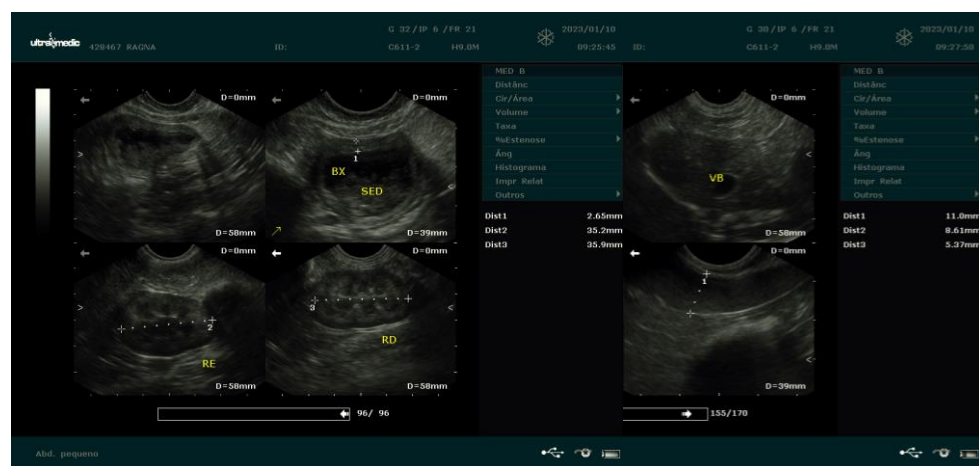 ultramedic 428467 RAGNA ID: G 32/IP 6 /FR 21 C611-2 H9.0M 2023/01/10 09:25:45
ID: G 30/IP 6 /FR 21 C611-2 H9.0M 2023/01/10 09:27:50
D=0mm
D=58mm
D=0mm
1
BX
SED
D=39mm
D=0mm
2
RE
D=58mm
D=0mm
3
RD
D=58mm
96/ 96
MED B
Distânc
Cir/Área
Volume
Taxa
%Estenose
Âng
Histograma
Impr Relat
Outros
Dist1 2.65mm
Dist2 35.2mm
Dist3 35.9mm
D=0mm
VB
D=58mm
D=0mm
1
D=39mm
155/170
MED B
Distânc
Cir/Área
Volume
Taxa
%Estenose
Âng
Histograma
Impr Relat
Outros
Dist1 11.0mm
Dist2 8.61mm
Dist3 5.37mm
Abd. pequeno